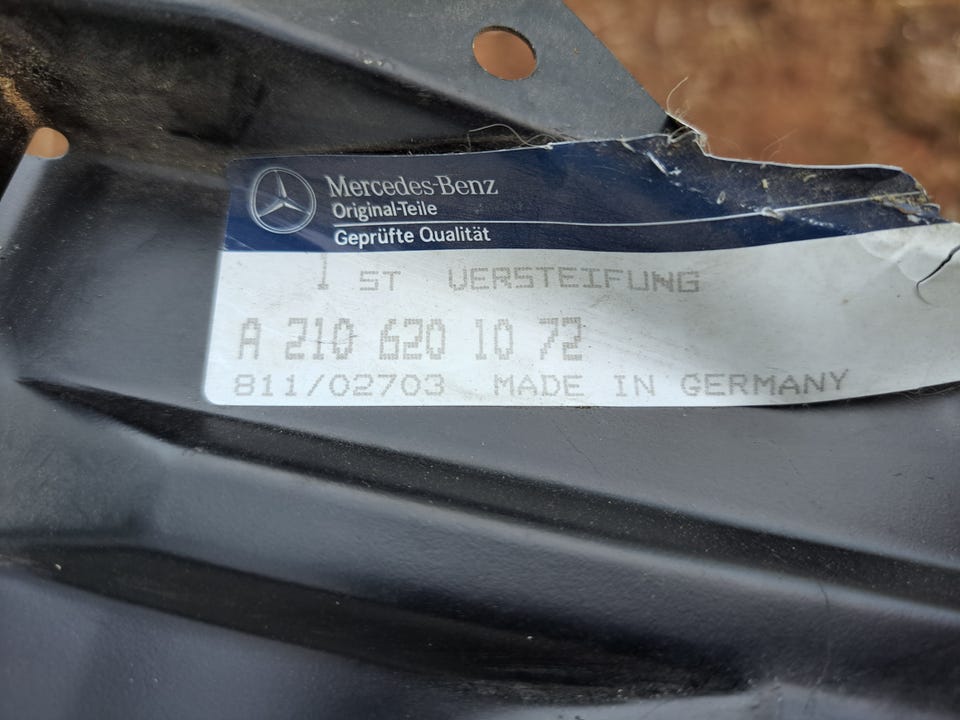 Mercedes-Benz
Original-Teile
Geprüfte Qualität
1 ST VERSTEIFUNG
A 210 620 10 72
811/02703 MADE IN GERMANY